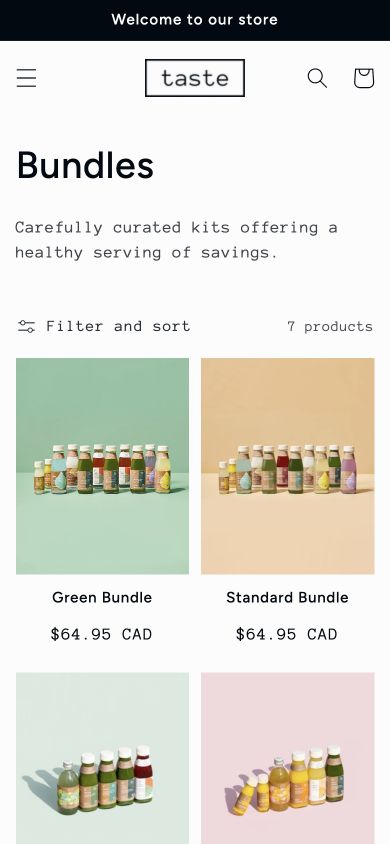 Welcome to our store
taste
Bundles
Carefully curated kits offering a
healthy serving of savings.
Filter and sort
7 products
Green Bundle
Standard Bundle
$64.95 CAD
$64.95 CAD